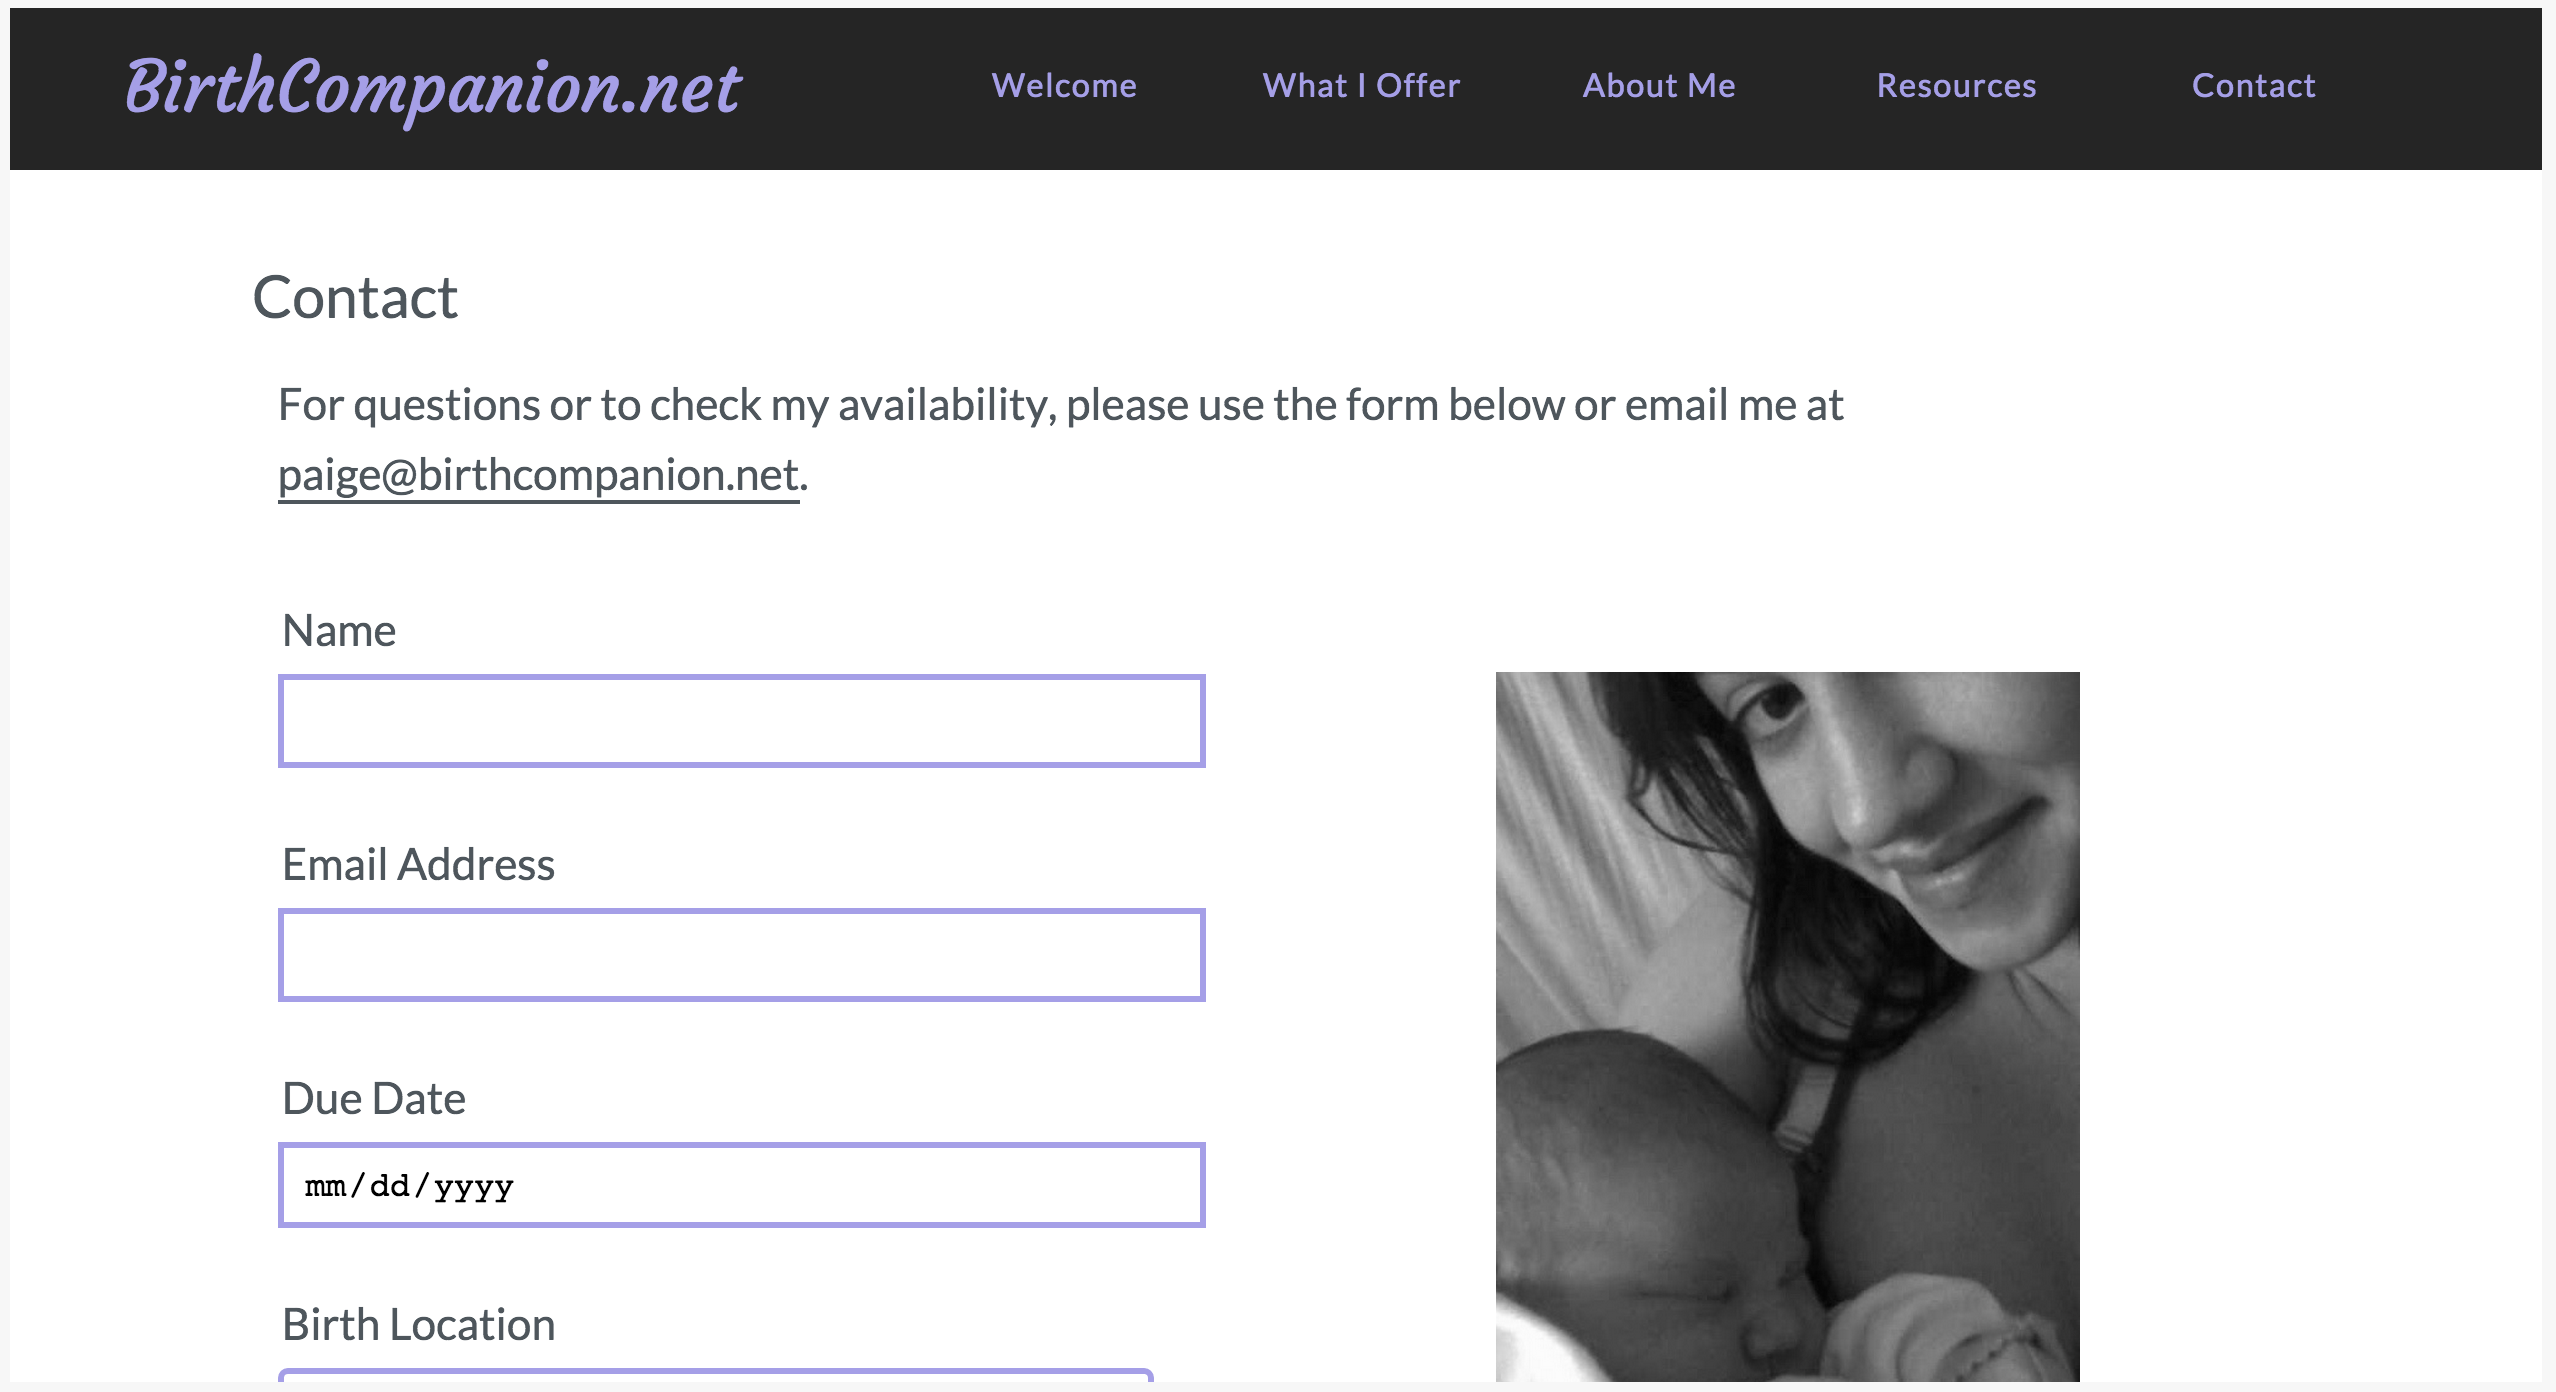 BirthCompanion.net
Welcome
What I Offer
About Me
Resources
Contact
Contact
For questions or to check my availability, please use the form below or email me at
paige@birthcompanion.net.
Name
Email Address
Due Date
mm/dd/yyyy
Birth Location